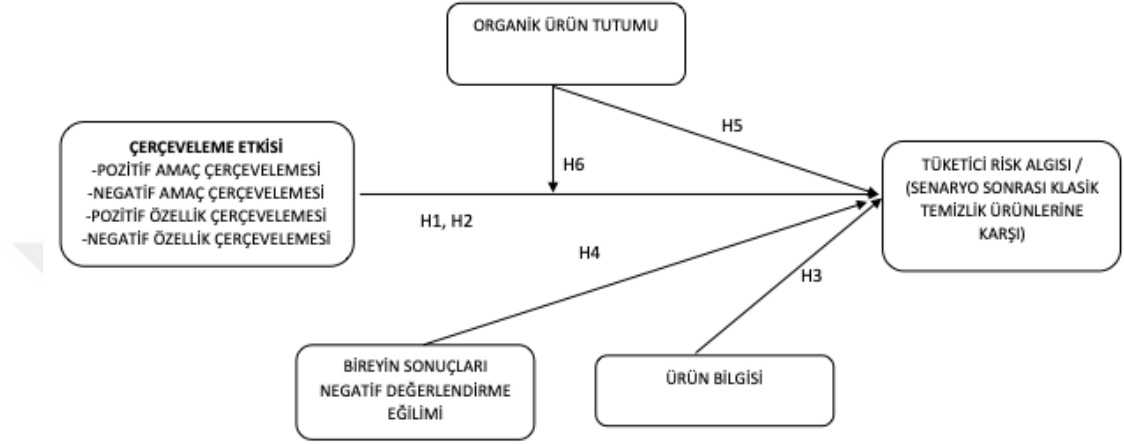 ORGANİK ÜRÜN TUTUMU
H5
ÇERÇEVELEME ETKİSİ
-POZİTİF AMAÇ ÇERÇEVELEMESİ
-NEGATİF AMAÇ ÇERÇEVELEMESİ
-POZİTİF ÖZELLİK ÇERÇEVELEMESİ
-NEGATİF ÖZELLİK ÇERÇEVELEMESİ
H6
H1, H2
TÜKETİCİ RİSK ALGISI /
(SENARYO SONRASI KLASİK
TEMİZLİK ÜRÜNLERİNE
KARŞI)
H4
H3
BİREYİN SONUÇLARI
NEGATİF DEĞERLENDİRME
EĞİLİMİ
ÜRÜN BİLGİSİ